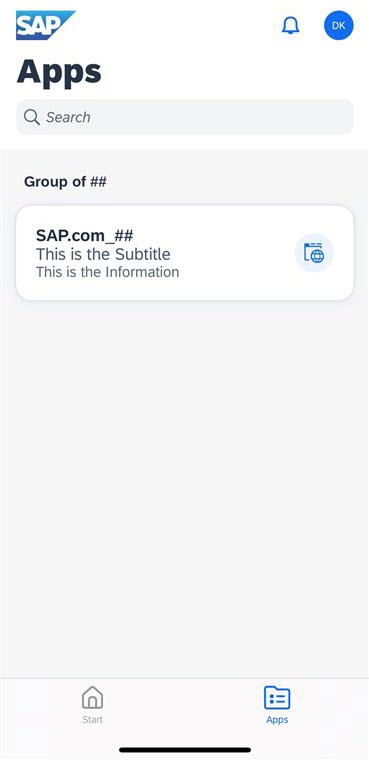 SAP
DK
Apps
Search
Group of ##
SAP.com_##
This is the Subtitle
This is the Information
Start
Apps